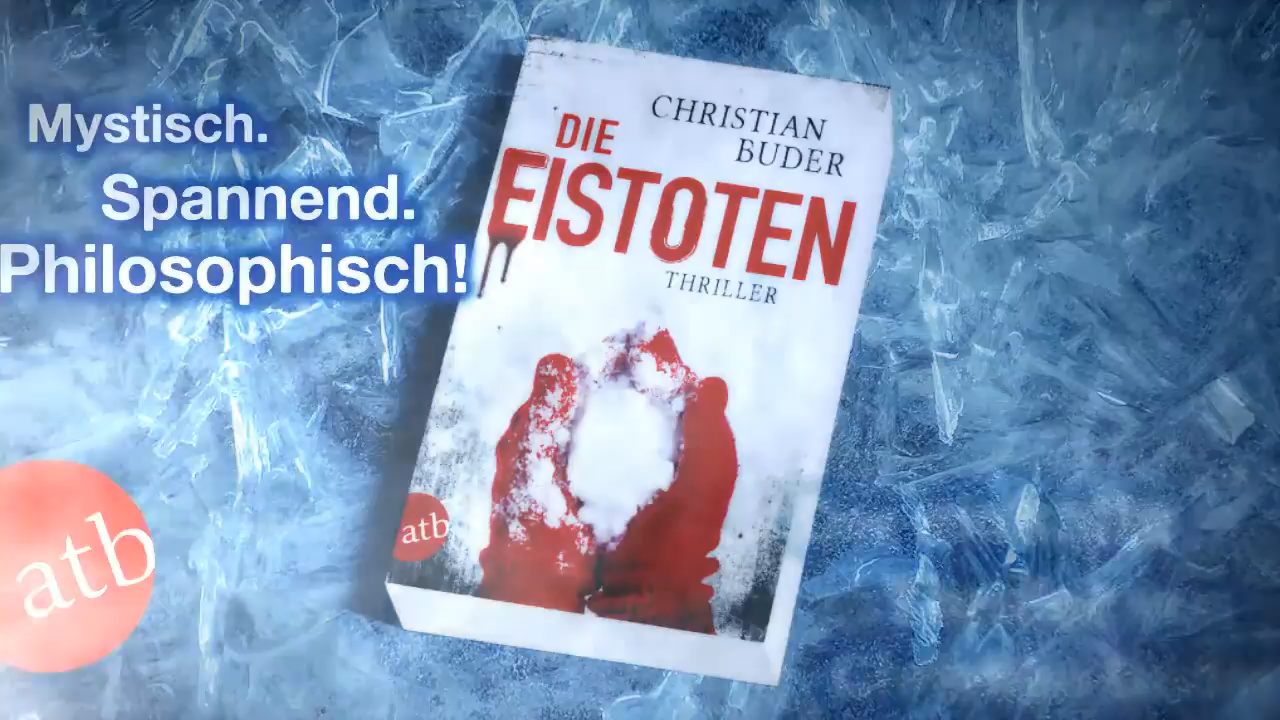 Mystisch.
Spannend.
Philosophisch!
CHRISTIAN
BUDER
DIE
EISTOTEN
THRILLER
atb
atb